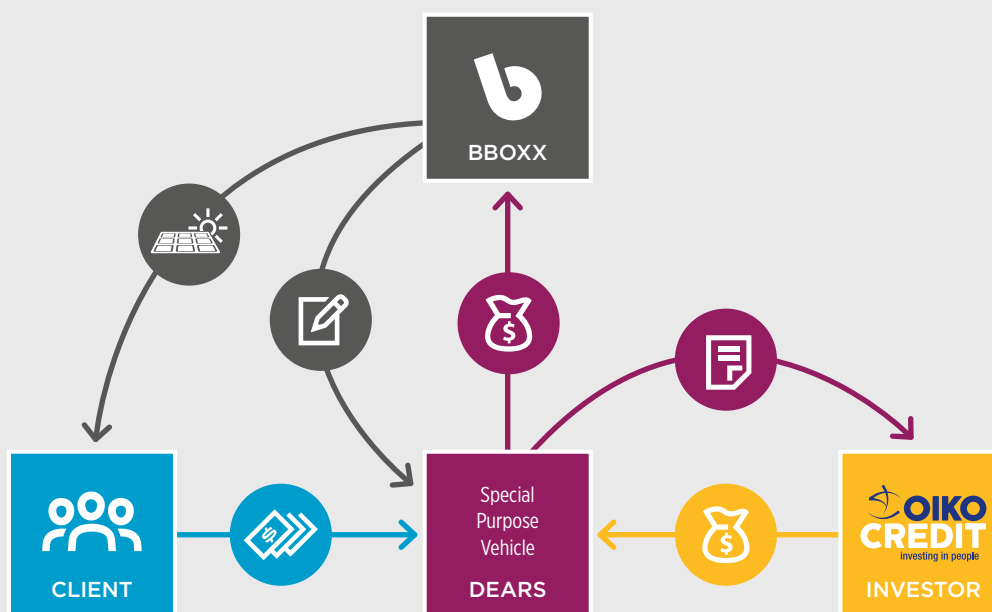 b
BBOXX
$
$
$
Special
Purpose
Vehicle
OIKO
CREDIT
investing in people
CLIENT
DEARS
INVESTOR